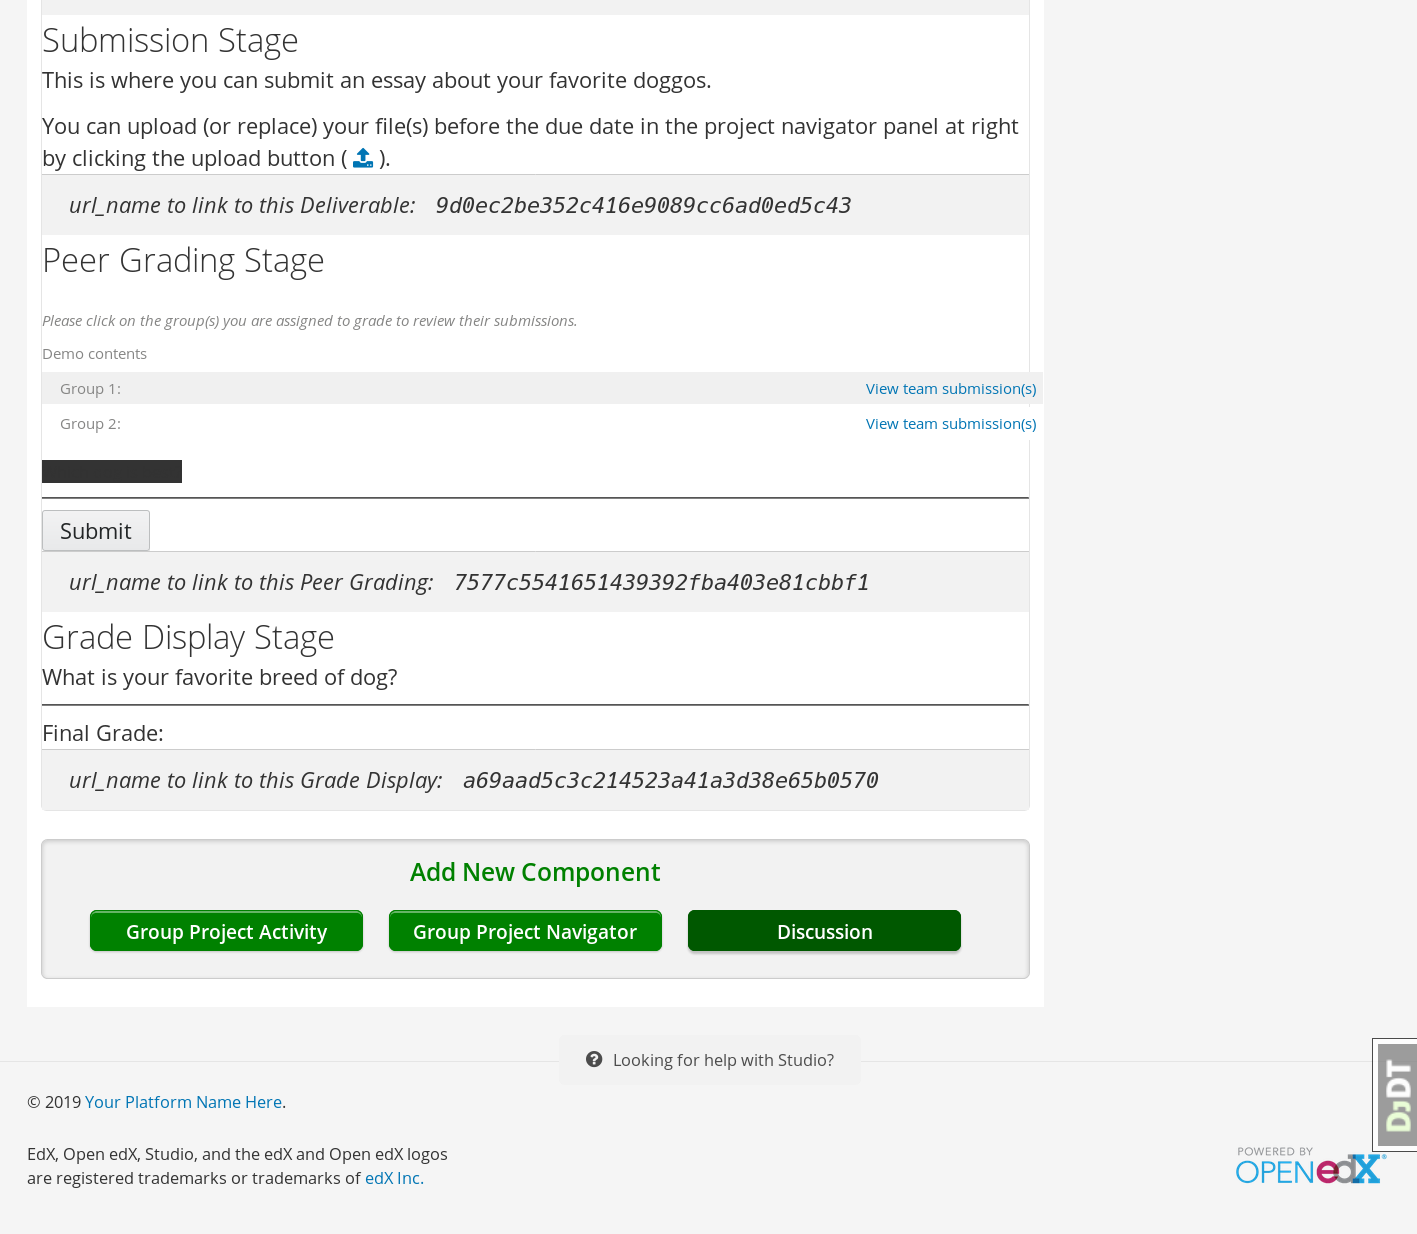 Submission Stage
This is where you can submit an essay about your favorite doggos.
You can upload (or replace) your file(s) before the due date in the project navigator panel at right
by clicking the upload button ( ).
url_name to link to this Deliverable: 9d0ec2be352c416e9089cc6ad0ed5c43
Peer Grading Stage
Please click on the group(s) you are assigned to grade to review their submissions.
Demo contents
Group 1: View team submission(s)
Group 2: View team submission(s)
Submit
url_name to link to this Peer Grading: 7577c5541651439392fba403e81cbbf1
Grade Display Stage
What is your favorite breed of dog?
Final Grade:
url_name to link to this Grade Display: a69aad5c3c214523a41a3d38e65b0570
Add New Component
Group Project Activity Group Project Navigator Discussion
Looking for help with Studio?
© 2019 Your Platform Name Here.
DJDT
EdX, Open edX, Studio, and the edX and Open edX logos
are registered trademarks or trademarks of edX Inc.
POWERED BY
OPEN edX